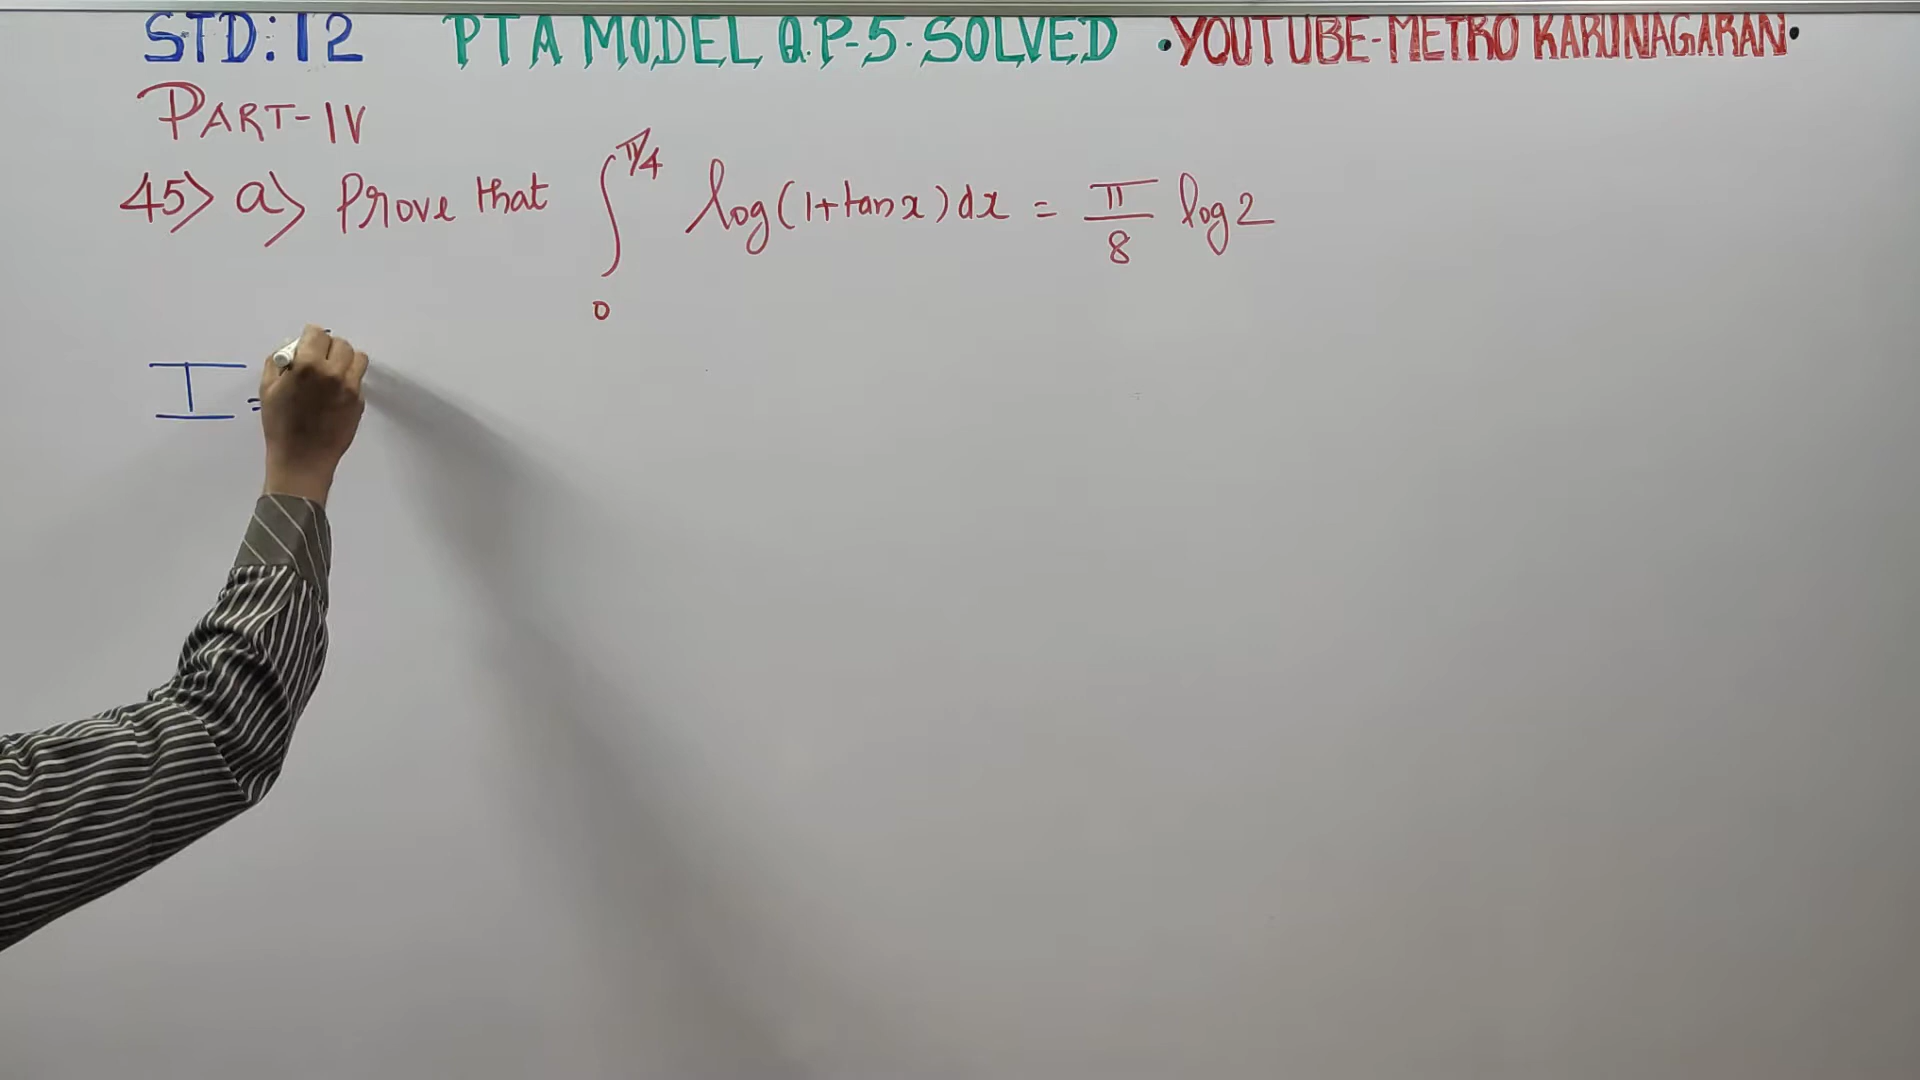 STD:12 PTA MODEL Q.P-5. SOLVED •YOUTUBE-METRO KARUNAGARAN•
PART-IV
45> a> Prove that ∫₀^(π/4) log(1+tanx)dx = π/8 log2
I =